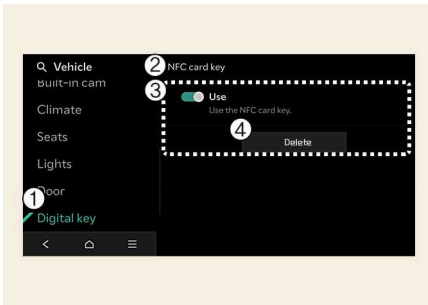 Vehicle
Built-in cam
Climate
Seats
Lights
Door
1
Digital key
2 NFC card key
3
Use
Use the NFC card key.
4
Delete